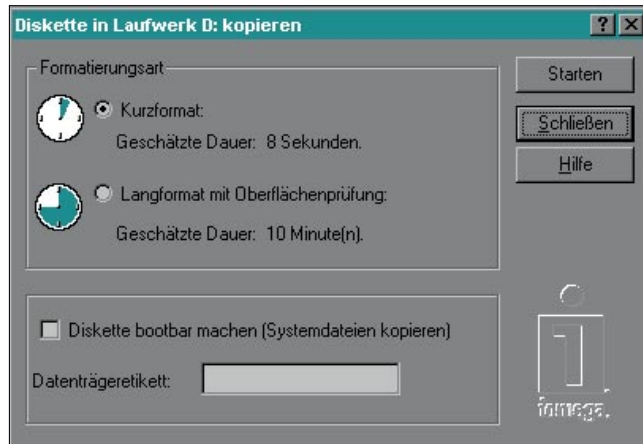 Diskette in Laufwerk D: kopieren
Formatierungsart
Kurzformat:
Geschätzte Dauer: 8 Sekunden.
Langformat mit Oberflächenprüfung:
Geschätzte Dauer: 10 Minute(n).
Diskette bootbar machen (Systemdateien kopieren)
Datenträgeretikett:
Starten
Schließen
Hilfe
iomega.